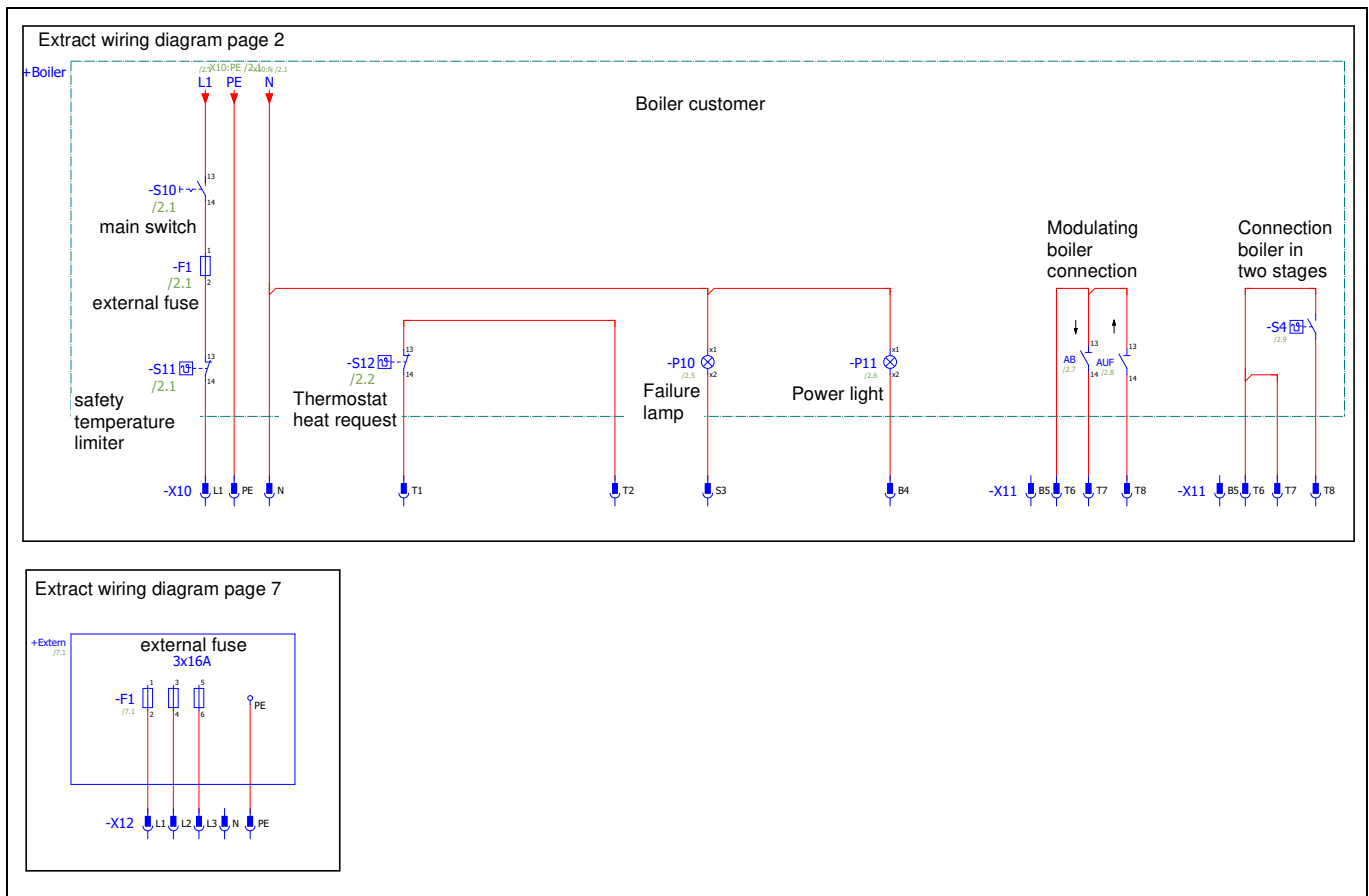 Extract wiring diagram page 2
+Boiler
X10:PE /2.1
/2.1
L1 PE N
Boiler customer
-S10
/2.1
13
14
main switch
-F1
/2.1
1
2
external fuse
-S11
/2.1
13
14
safety
temperature
limiter
-S12
/2.2
13
14
Thermostat
heat request
-P10
/2.5
x1
x2
Failure
lamp
-P11
/2.6
x1
x2
Power light
Modulating
boiler
connection
AB
/2.7
13
14
AUF
/2.8
13
14
Connection
boiler in
two stages
-S4
/2.9
-X10 L1 PE N T1 T2 S3 B4
-X11 B5 T6 T7 T8
-X11 B5 T6 T7 T8
Extract wiring diagram page 7
+Extern
/7.1
external fuse
3x16A
-F1
/7.1
1 3 5
2 4 6
PE
-X12 L1 L2 L3 N PE